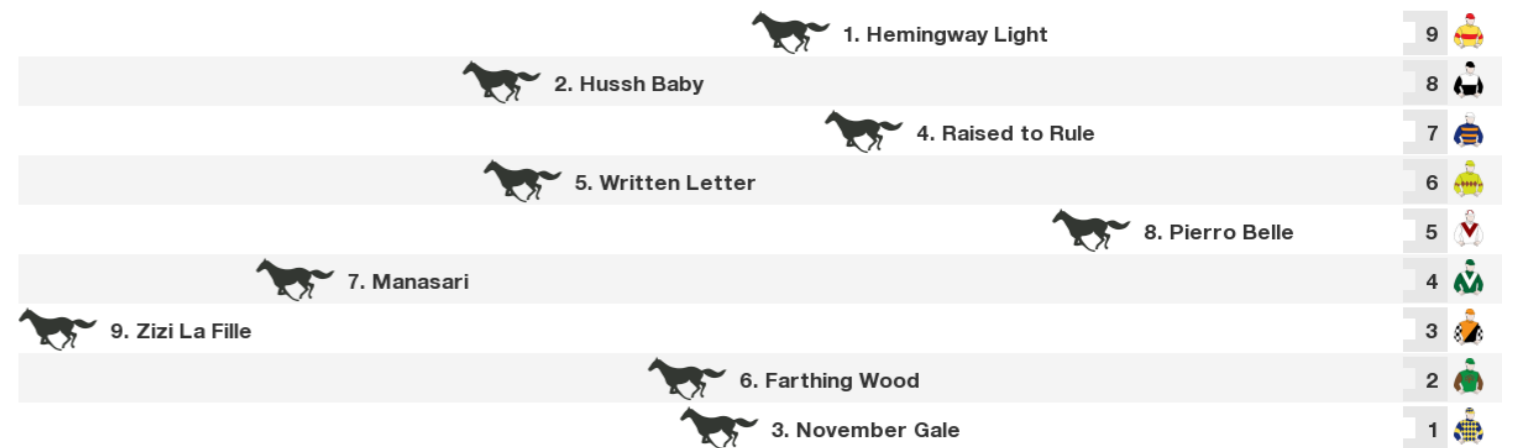 1. Hemingway Light 9
2. Hussh Baby 8
4. Raised to Rule 7
5. Written Letter 6
8. Pierro Belle 5
7. Manasari 4
9. Zizi La Fille 3
6. Farthing Wood 2
3. November Gale 1